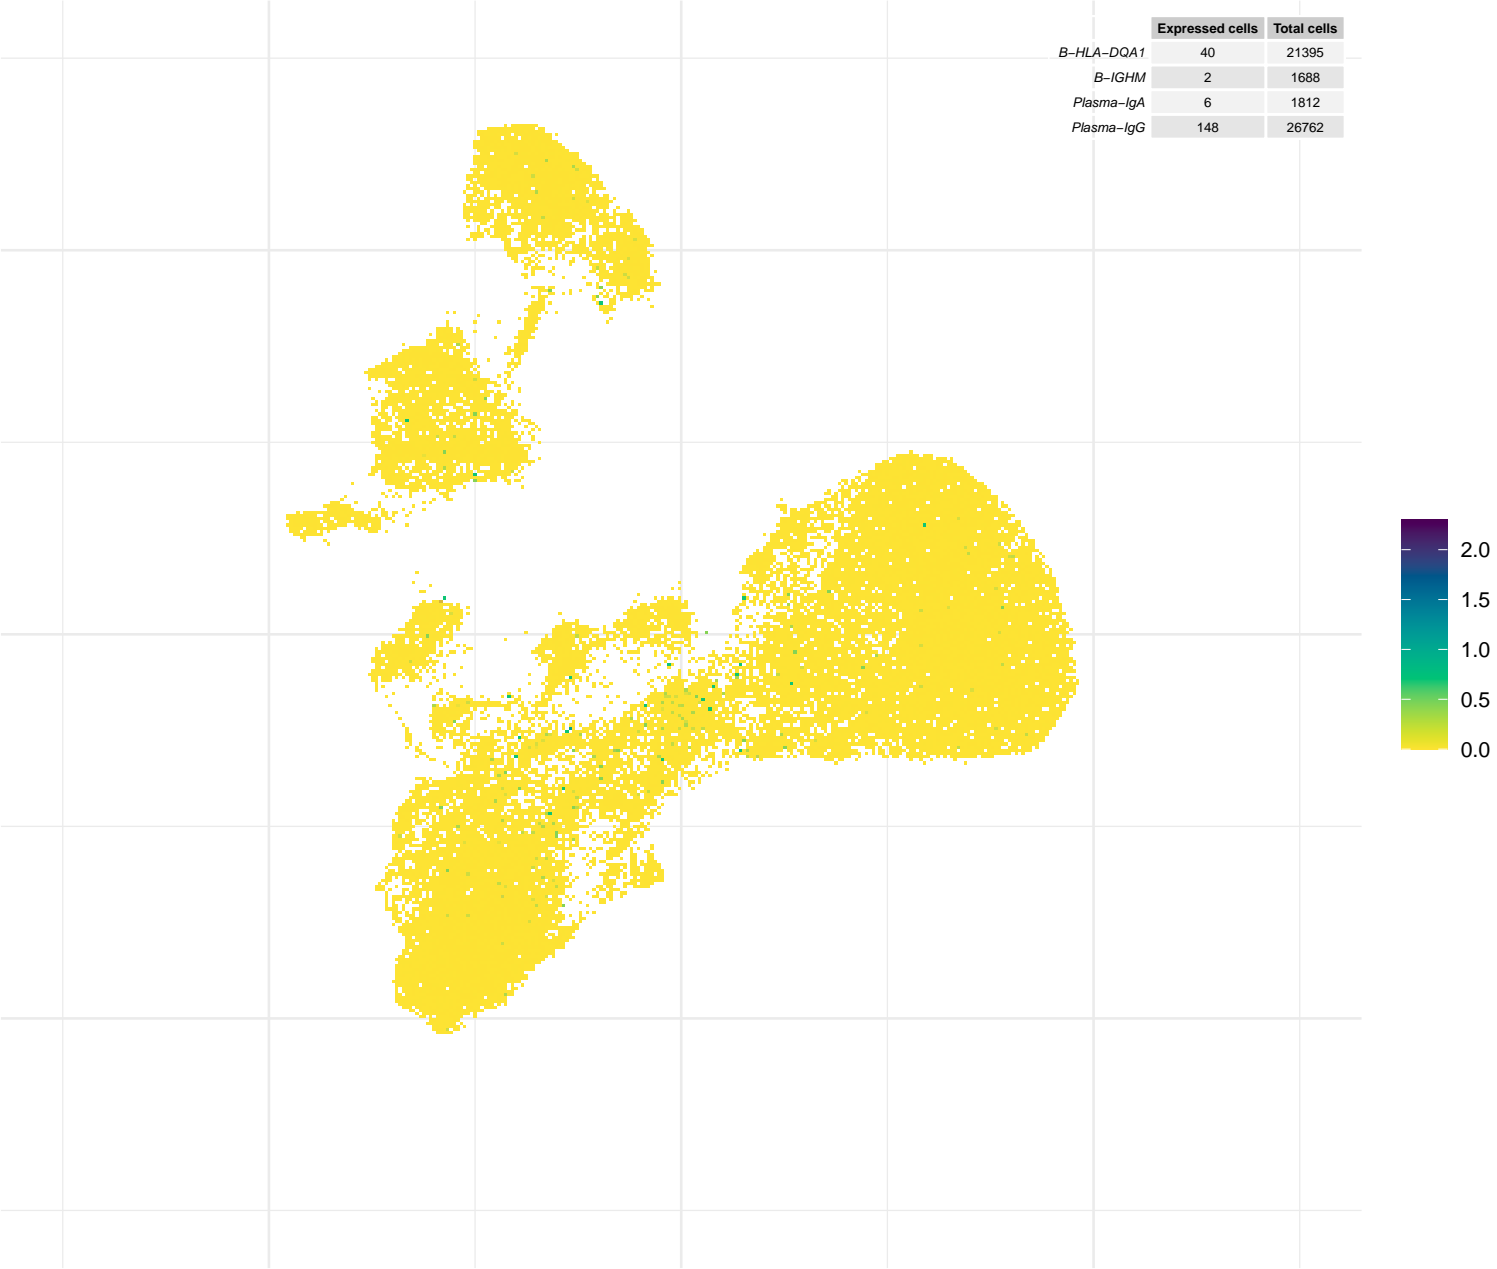 Expressed cells Total cells
B−HLA−DQA1 40 21395
B−IGHM 2 1688
Plasma−IgA 6 1812
Plasma−IgG 148 26762
2.0
1.5
1.0
0.5
0.0